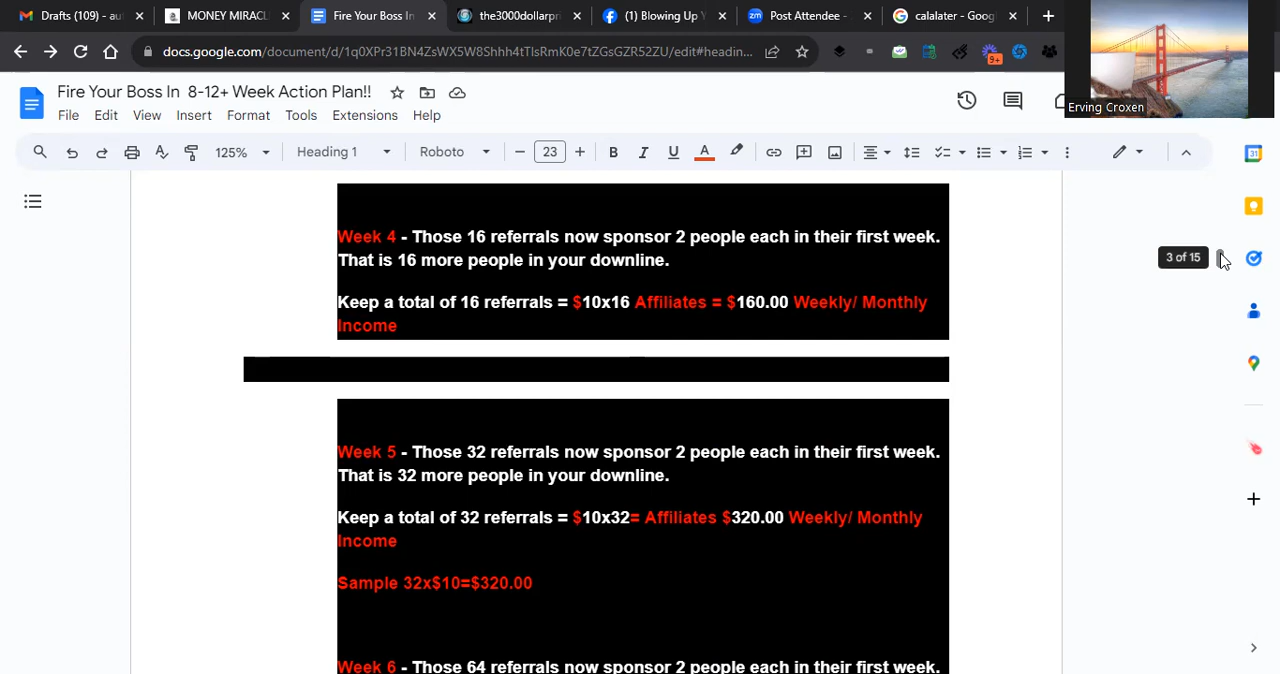 Drafts (109) - au
MONEY MIRACL
Fire Your Boss In
the3000dollarpri
(1) Blowing Up Y
Post Attendee -
calalater - Goog
docs.google.com/document/d/1q0XPr31BN4ZsWX5W8Shhh4tTlsRmK0e7tZGsGZR52ZU/edit#headin...
9+
Erving Croxen
Fire Your Boss In 8-12+ Week Action Plan!!
File Edit View Insert Format Tools Extensions Help
125% Heading 1 Roboto 23 B I U A
31
3 of 15
Week 4 - Those 16 referrals now sponsor 2 people each in their first week.
That is 16 more people in your downline.
Keep a total of 16 referrals = $10x16 Affiliates = $160.00 Weekly/ Monthly
Income
Week 5 - Those 32 referrals now sponsor 2 people each in their first week.
That is 32 more people in your downline.
Keep a total of 32 referrals = $10x32= Affiliates $320.00 Weekly/ Monthly
Income
Sample 32x$10=$320.00
Week 6 - Those 64 referrals now sponsor 2 people each in their first week.